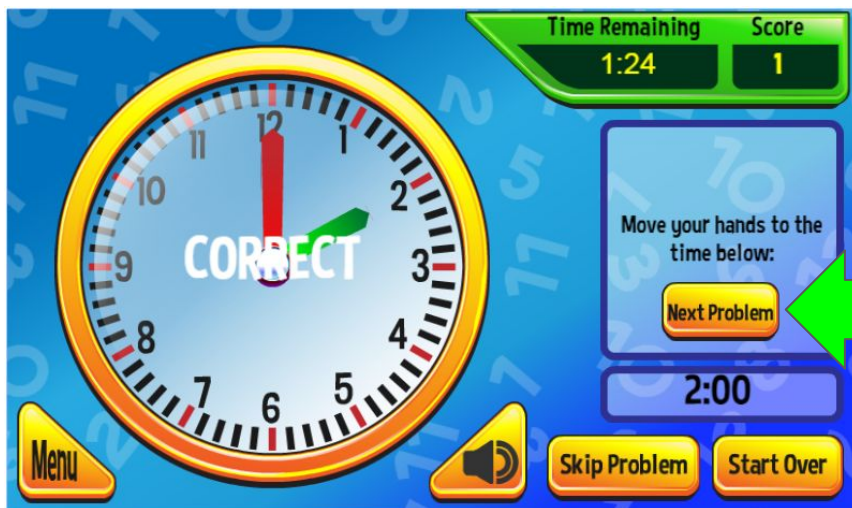 Time Remaining
Score
1:24
1
12
1
2
3
4
5
6
7
8
9
10
11
CORRECT
Move your hands to the
time below:
Next Problem
2:00
Menu
Skip Problem
Start Over